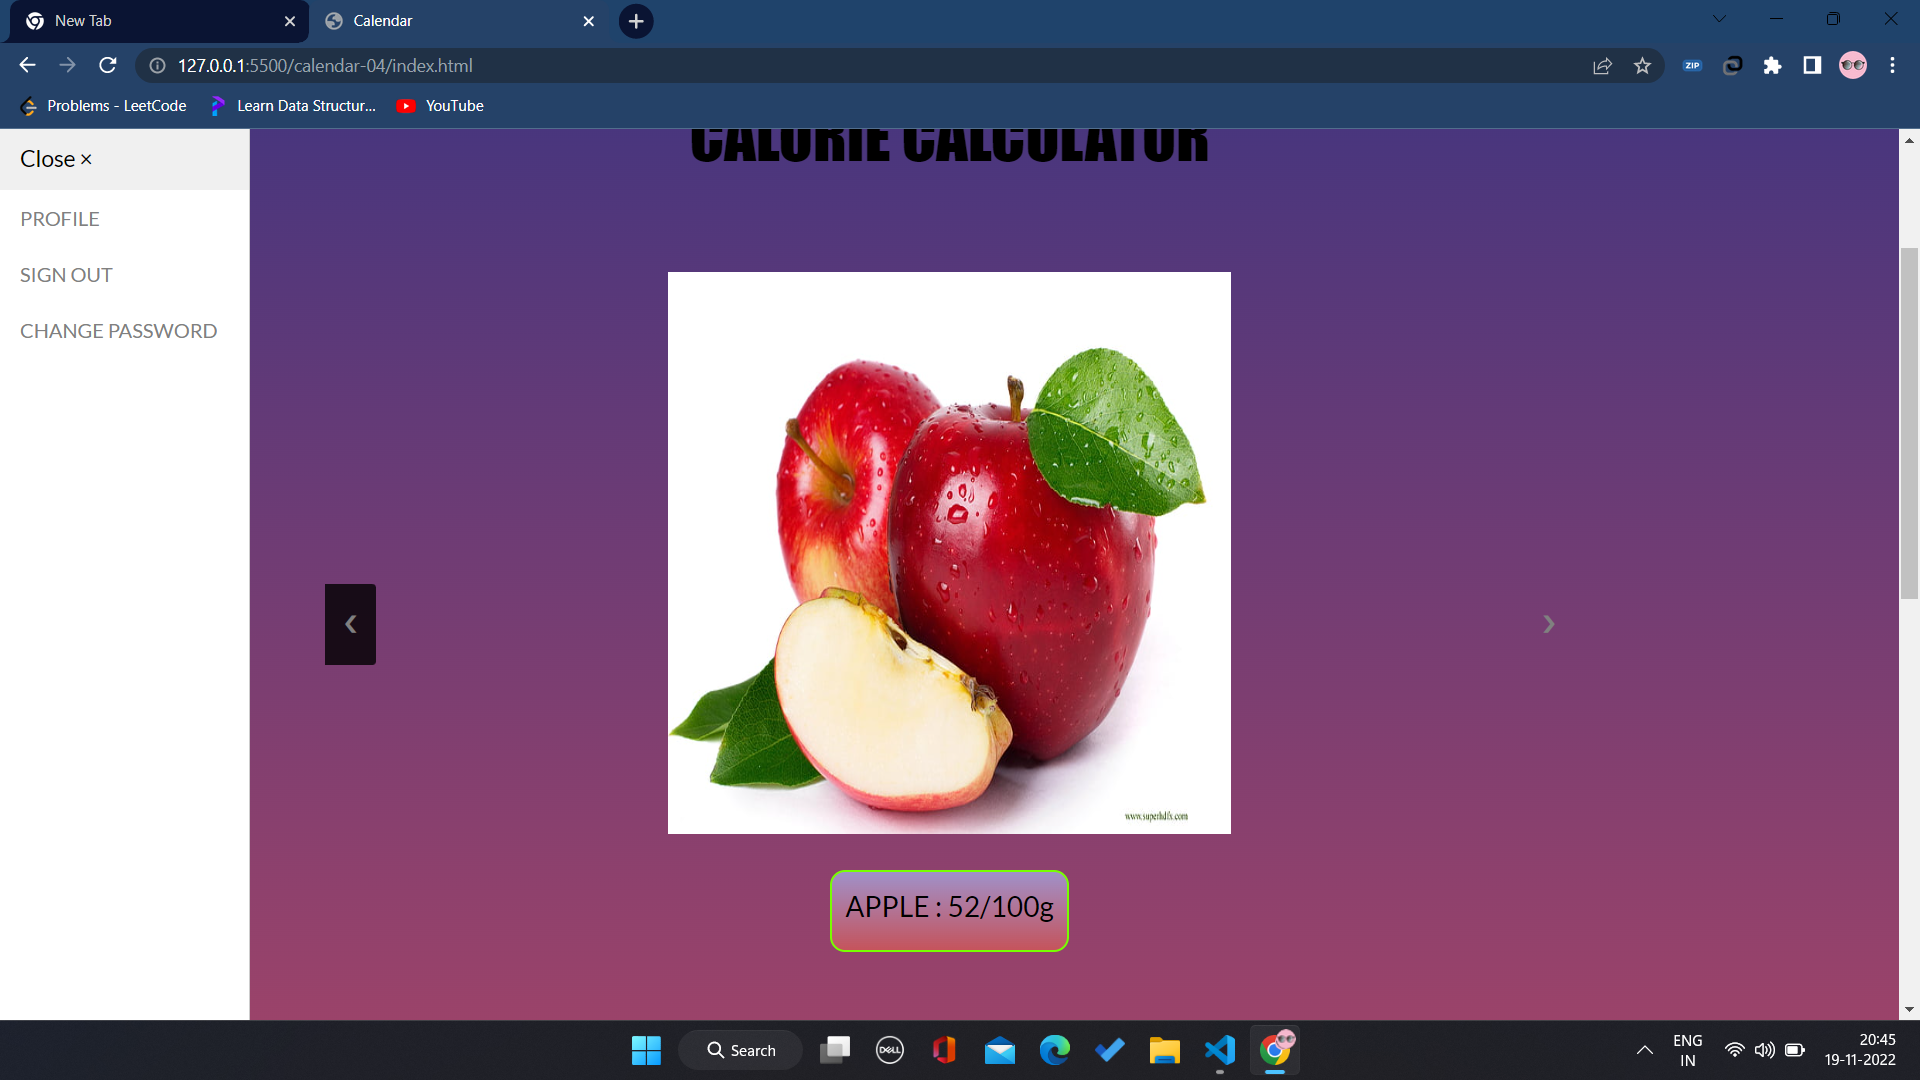 New Tab
Calendar
127.0.0.1:5500/calendar-04/index.html
ZIP
Problems - LeetCode
Learn Data Structur...
YouTube
Close ×
CALORIE CALCULATOR
PROFILE
SIGN OUT
CHANGE PASSWORD
‹
›
www.superhdfx.com
APPLE : 52/100g
Search
DELL
ENG
IN
20:45
19-11-2022